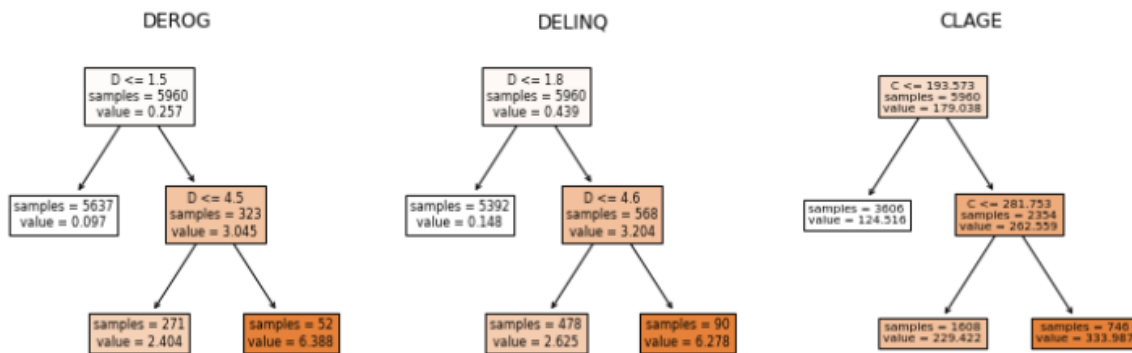 DEROG
D <= 1.5
samples = 5960
value = 0.257
samples = 5637
value = 0.097
D <= 4.5
samples = 323
value = 3.045
samples = 271
value = 2.404
samples = 52
value = 6.388
DELINQ
D <= 1.8
samples = 5960
value = 0.439
samples = 5392
value = 0.148
D <= 4.6
samples = 568
value = 3.204
samples = 478
value = 2.625
samples = 90
value = 6.278
CLAGE
C <= 193.573
samples = 5960
value = 179.038
samples = 3606
value = 124.516
C <= 281.753
samples = 2354
value = 262.559
samples = 1608
value = 229.422
samples = 746
value = 333.987